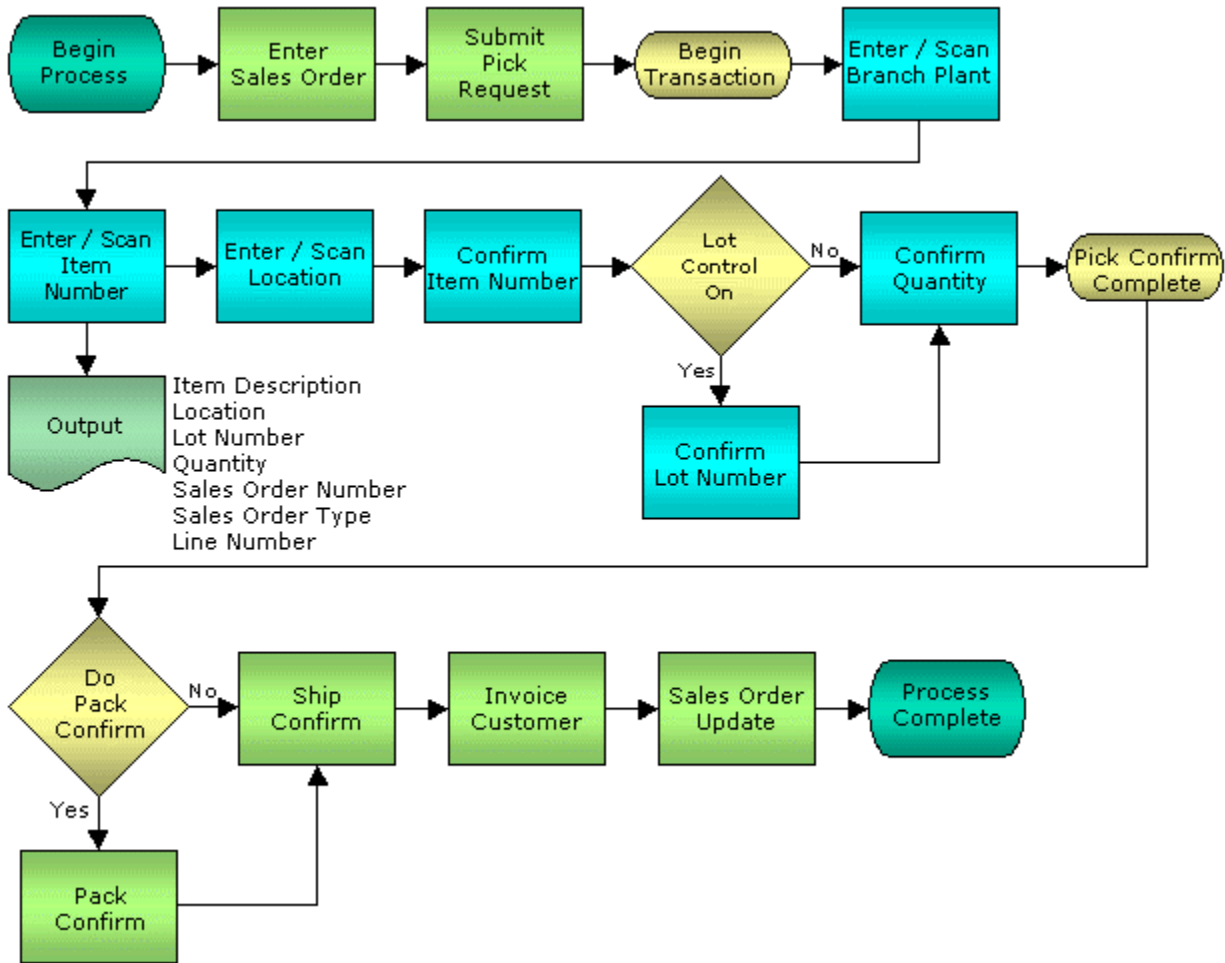 Begin
Process
Enter
Sales Order
Submit
Pick
Request
Begin
Transaction
Enter / Scan
Branch Plant
Enter / Scan
Item
Number
Enter / Scan
Location
Confirm
Item Number
Lot
Control
On
No
Confirm
Quantity
Pick Confirm
Complete
Yes
Confirm
Lot Number
Output
Item Description
Location
Lot Number
Quantity
Sales Order Number
Sales Order Type
Line Number
Do
Pack
Confirm
No
Ship
Confirm
Invoice
Customer
Sales Order
Update
Process
Complete
Yes
Pack
Confirm